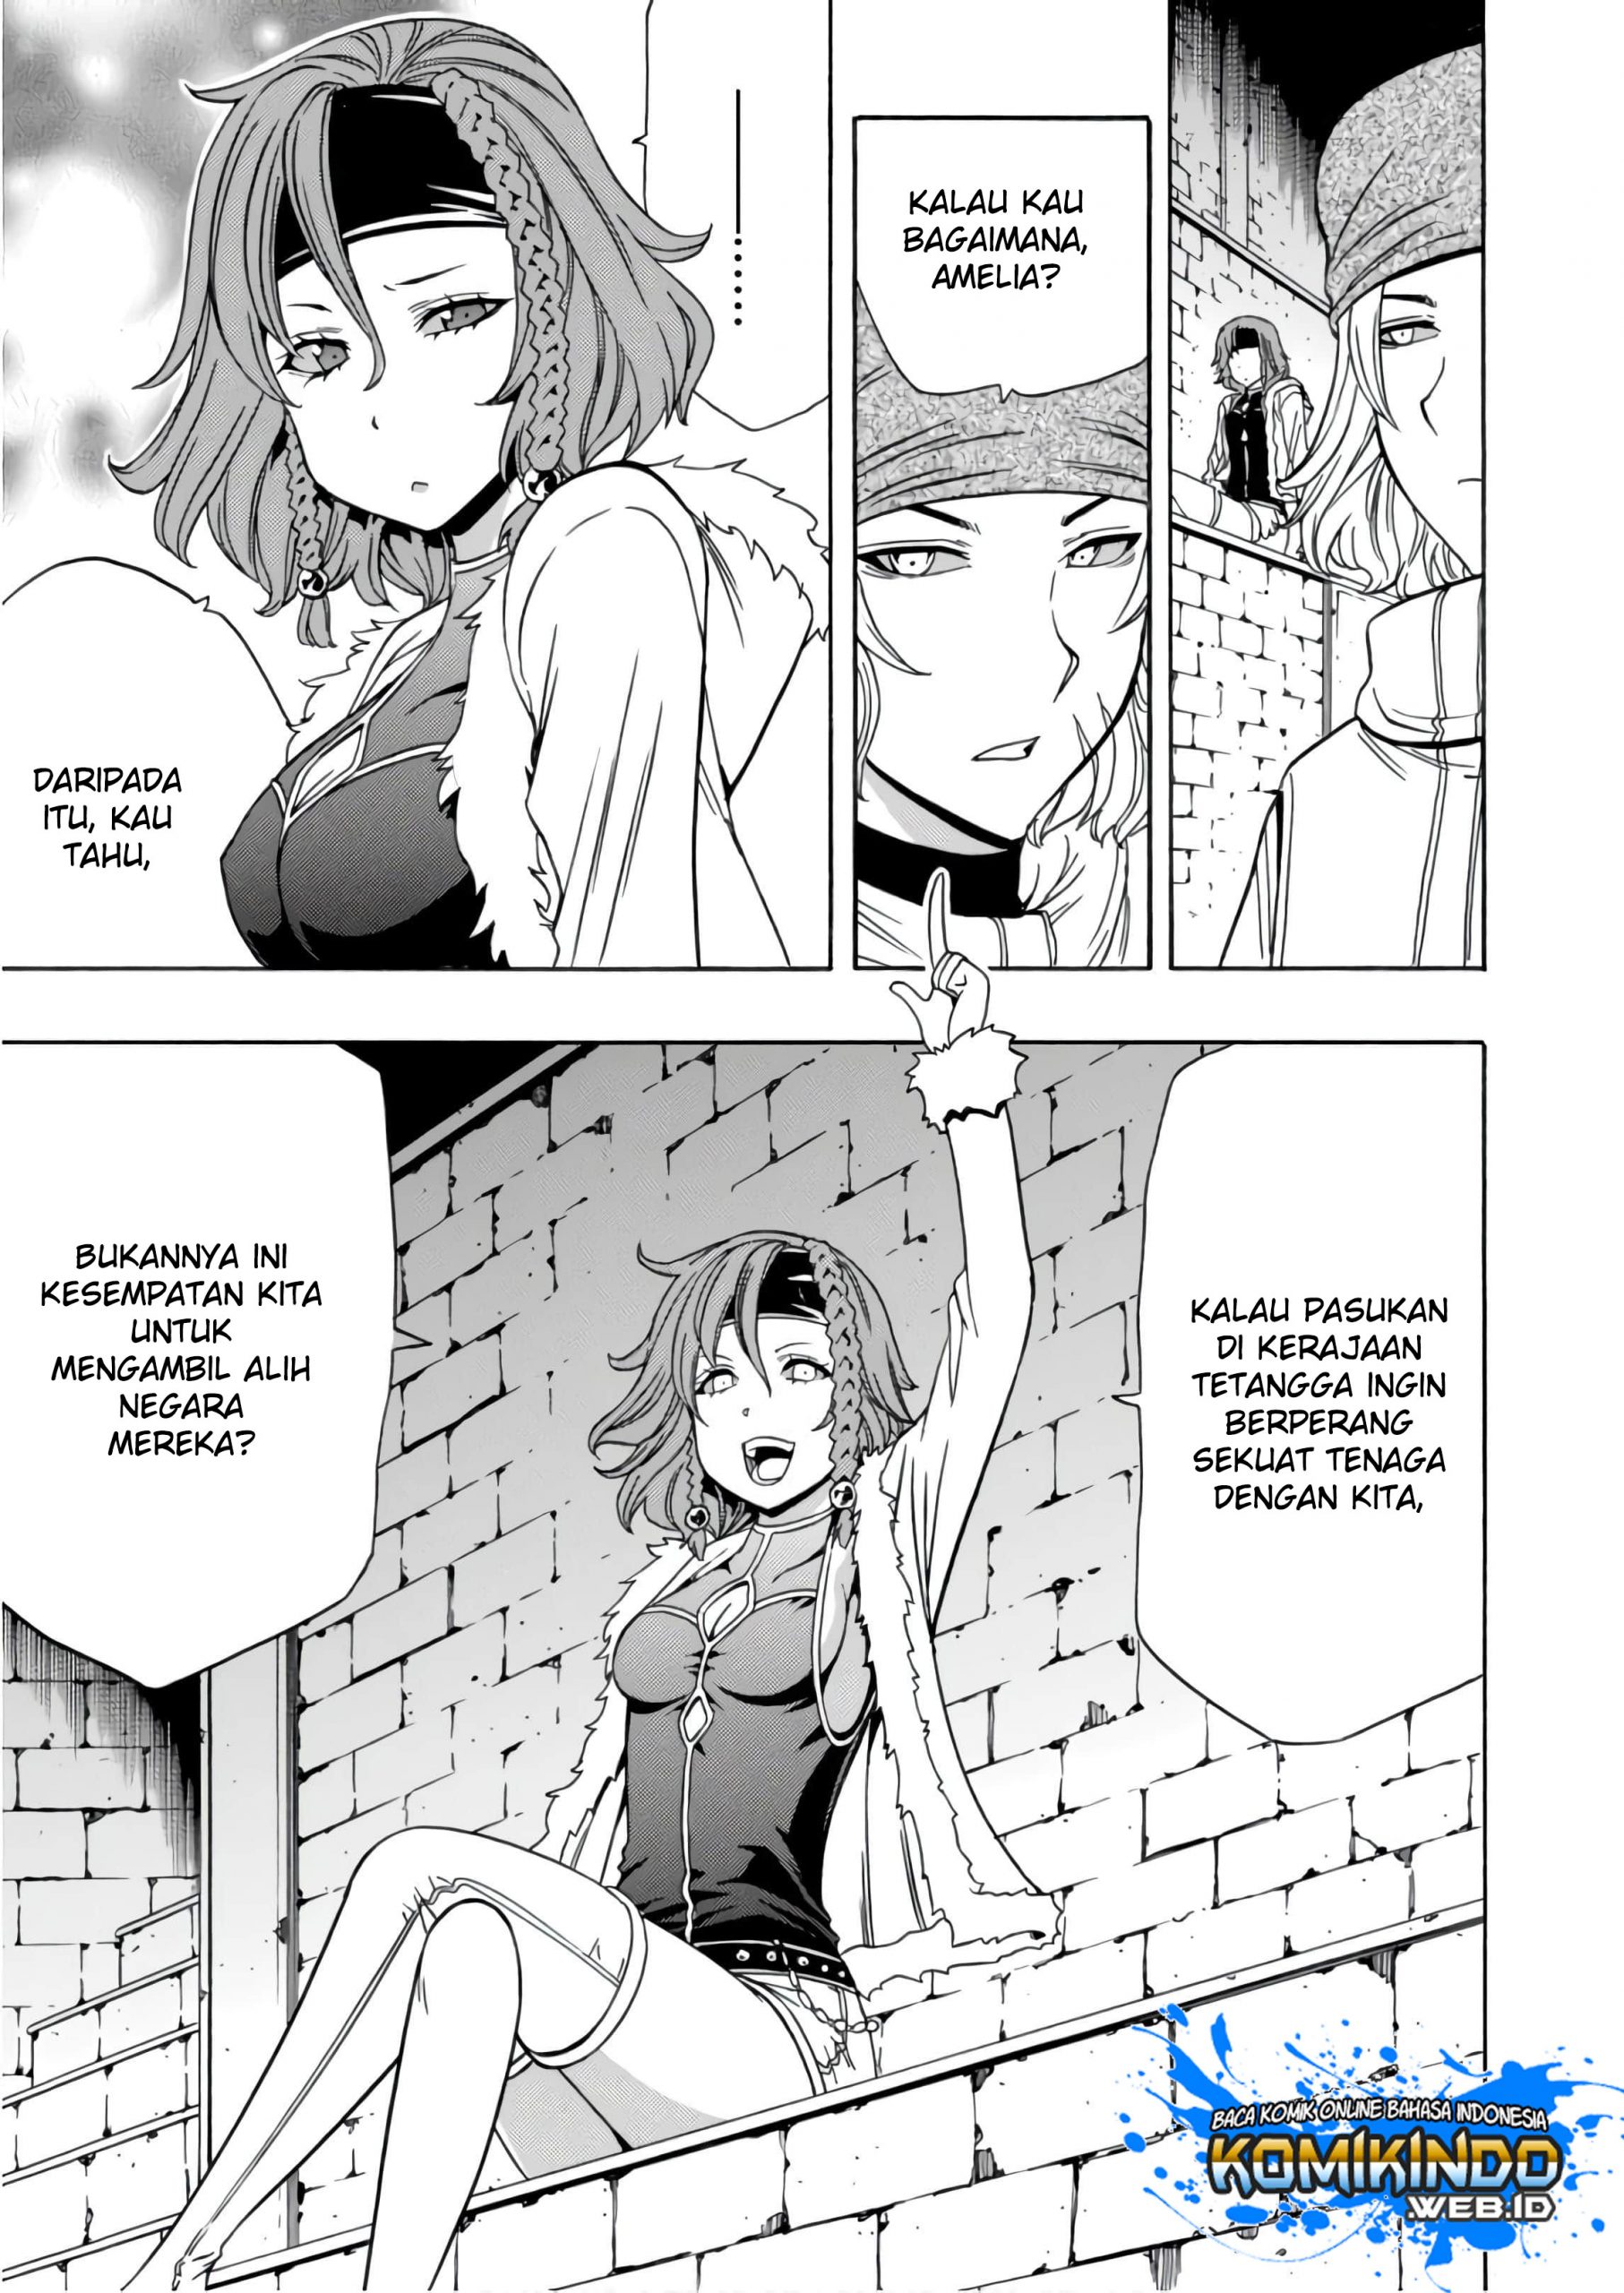 KALAU KAU
BAGAIMANA,
AMELIA?
DARIPADA
ITU, KAU
TAHU,
KALAU PASUKAN
DI KERAJAAN
TETANGGA INGIN
BERPERANG
SEKUAT TENAGA
DENGAN KITA,
BUKANNYA INI
KESEMPATAN KITA
UNTUK
MENGAMBIL ALIH
NEGARA
MEREKA?
BACA KOMIK ONLINE BAHASA INDONESIA
KOMIKINDO
.WEB.ID